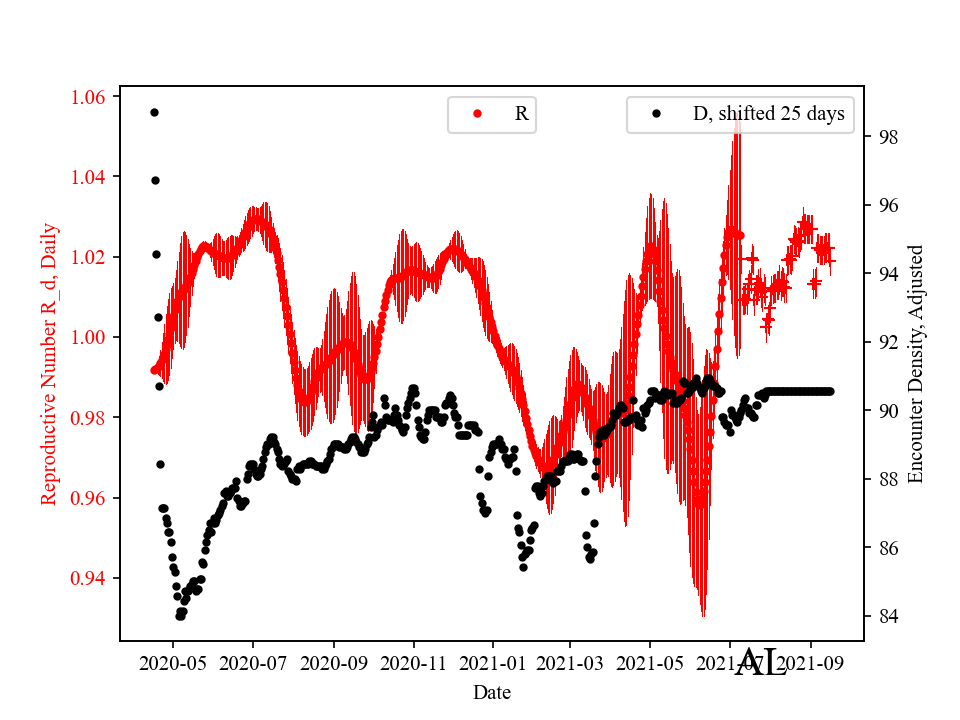 R
D, shifted 25 days
1.06
1.04
1.02
1.00
0.98
0.96
0.94
Reproductive Number R_d, Daily
98
96
94
92
90
88
86
84
Encounter Density, Adjusted
2020-05 2020-07 2020-09 2020-11 2021-01 2021-03 2021-05 2021-07 2021-09
AL
Date